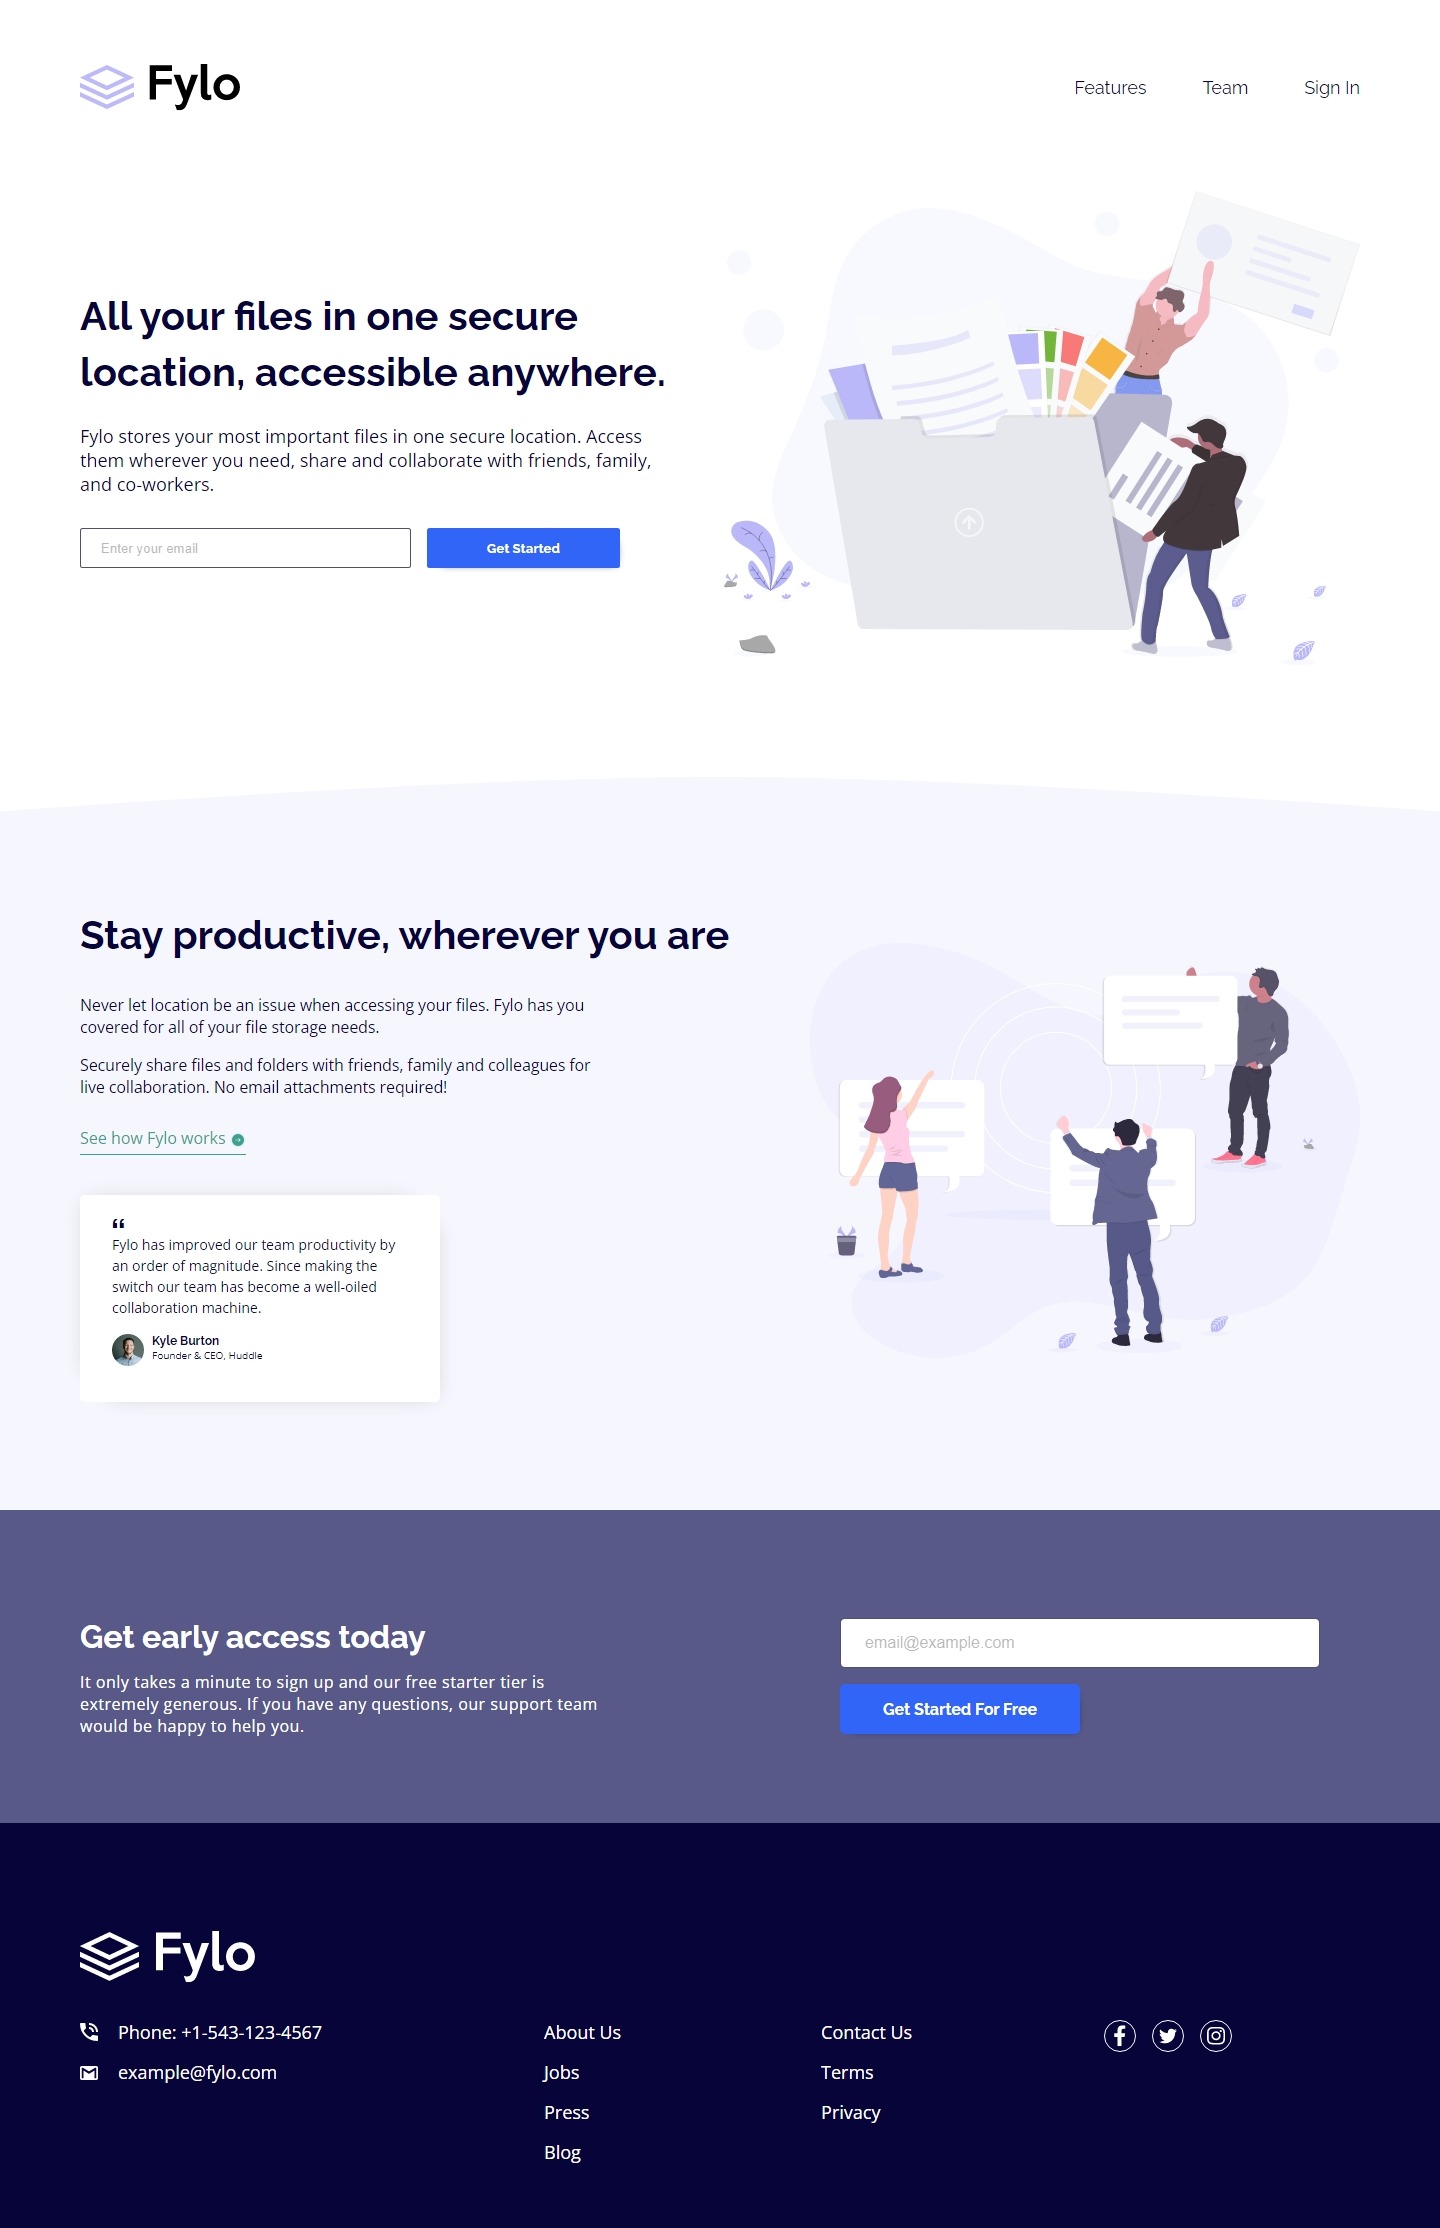 Fylo
Features
Team
Sign In
All your files in one secure
location, accessible anywhere.
Fylo stores your most important files in one secure location. Access
them wherever you need, share and collaborate with friends, family,
and co-workers.
Enter your email
Get Started
Stay productive, wherever you are
Never let location be an issue when accessing your files. Fylo has you
covered for all of your file storage needs.
Securely share files and folders with friends, family and colleagues for
live collaboration. No email attachments required!
See how Fylo works
“
Fylo has improved our team productivity by
an order of magnitude. Since making the
switch our team has become a well-oiled
collaboration machine.
Kyle Burton
Founder & CEO, Huddle
Get early access today
It only takes a minute to sign up and our free starter tier is
extremely generous. If you have any questions, our support team
would be happy to help you.
email@example.com
Get Started For Free
Fylo
Phone: +1-543-123-4567
example@fylo.com
About Us
Jobs
Press
Blog
Contact Us
Terms
Privacy